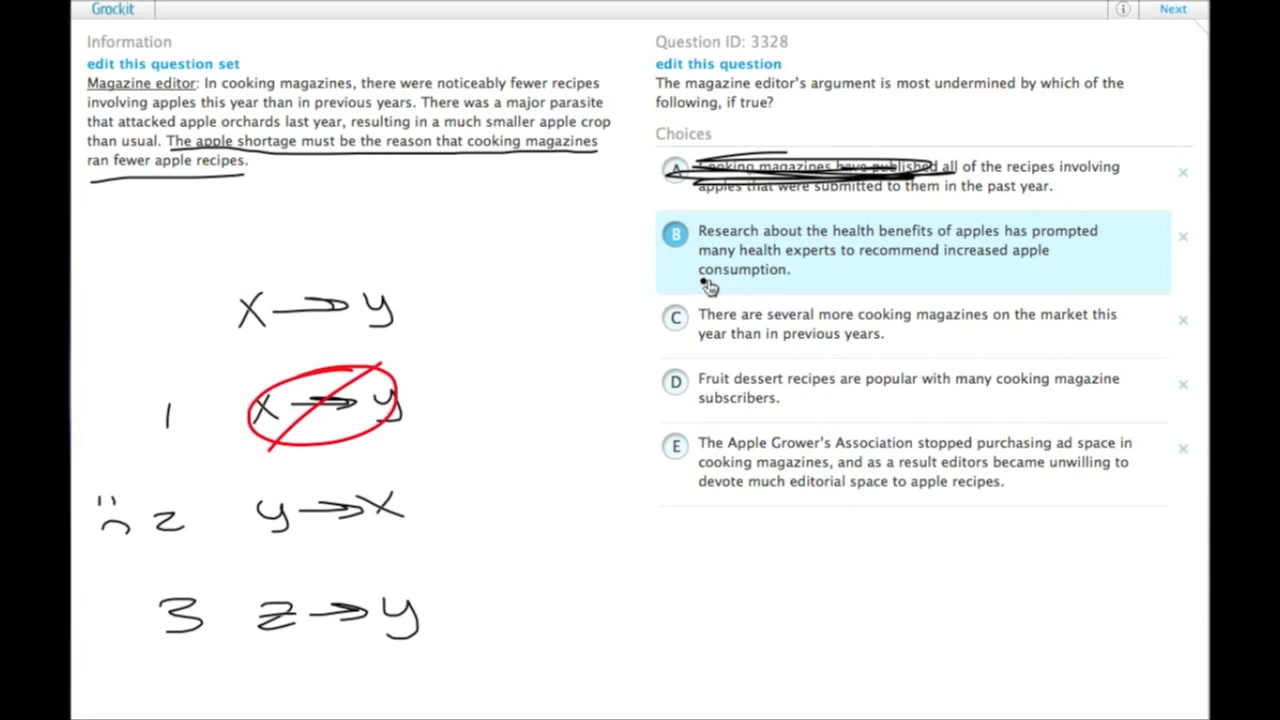 Grockit
Next
Information
edit this question set
Magazine editor: In cooking magazines, there were noticeably fewer recipes
involving apples this year than in previous years. There was a major parasite
that attacked apple orchards last year, resulting in a much smaller apple crop
than usual. The apple shortage must be the reason that cooking magazines
ran fewer apple recipes.
x → y
1 x → y
2 y → x
3 z → y
Question ID: 3328
edit this question
The magazine editor's argument is most undermined by which of the
following, if true?
Choices
A Cooking magazines have published all of the recipes involving
apples that were submitted to them in the past year.
B Research about the health benefits of apples has prompted
many health experts to recommend increased apple
consumption.
C There are several more cooking magazines on the market this
year than in previous years.
D Fruit dessert recipes are popular with many cooking magazine
subscribers.
E The Apple Grower's Association stopped purchasing ad space in
cooking magazines, and as a result editors became unwilling to
devote much editorial space to apple recipes.